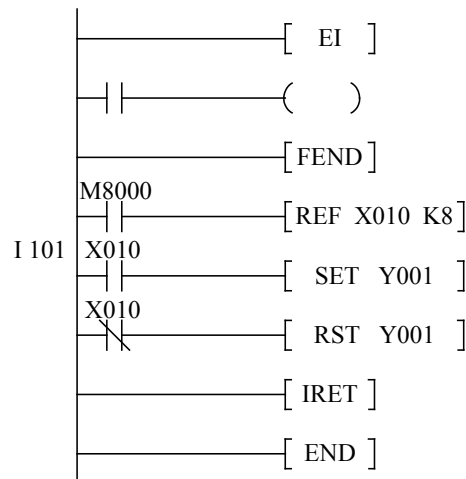 EI
FEND
M8000
REF X010 K8
I 101 X010
SET Y001
X010
RST Y001
IRET
END